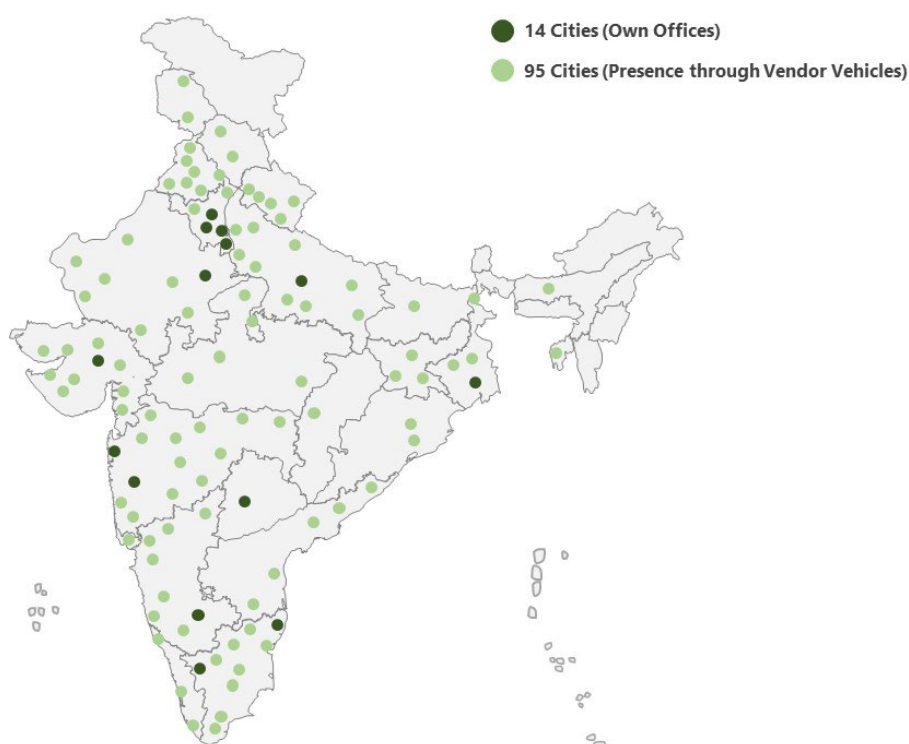 14 Cities (Own Offices)
95 Cities (Presence through Vendor Vehicles)